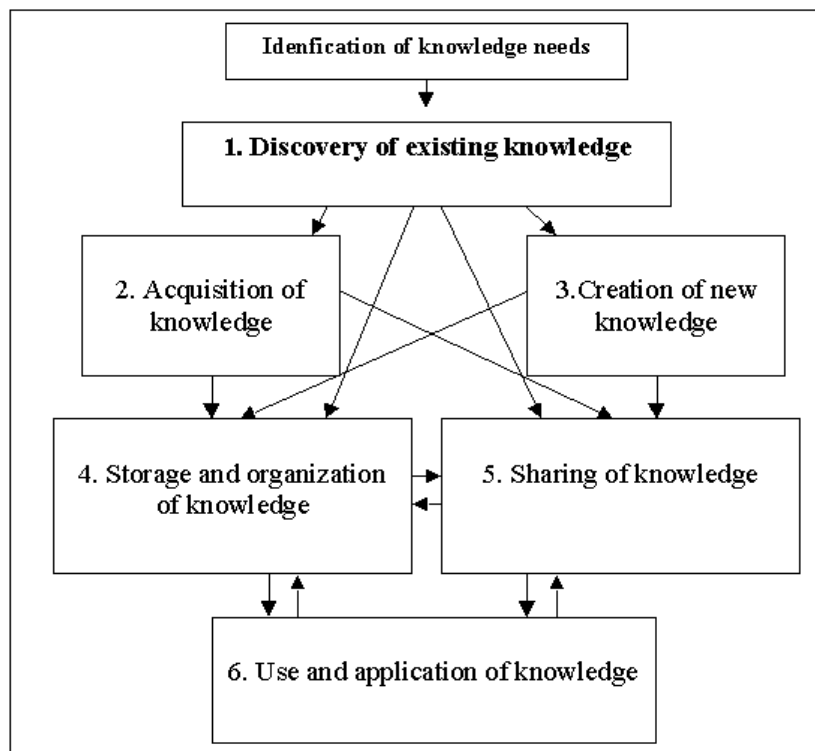 Idenfication of knowledge needs
1. Discovery of existing knowledge
2. Acquisition of
knowledge
3.Creation of new
knowledge
4. Storage and organization
of knowledge
5. Sharing of knowledge
6. Use and application of knowledge